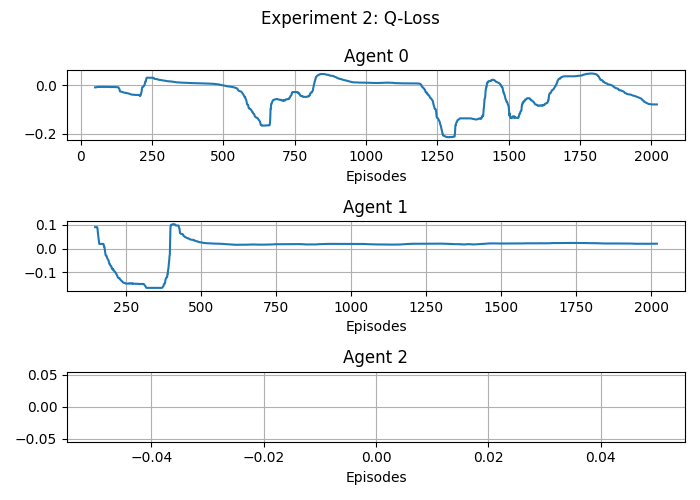 Experiment 2: Q-Loss
Agent 0
0.0
−0.2
0 250 500 750 1000 1250 1500 1750 2000
Episodes
Agent 1
0.1
0.0
−0.1
250 500 750 1000 1250 1500 1750 2000
Episodes
Agent 2
0.05
0.00
−0.05
−0.04 −0.02 0.00 0.02 0.04
Episodes